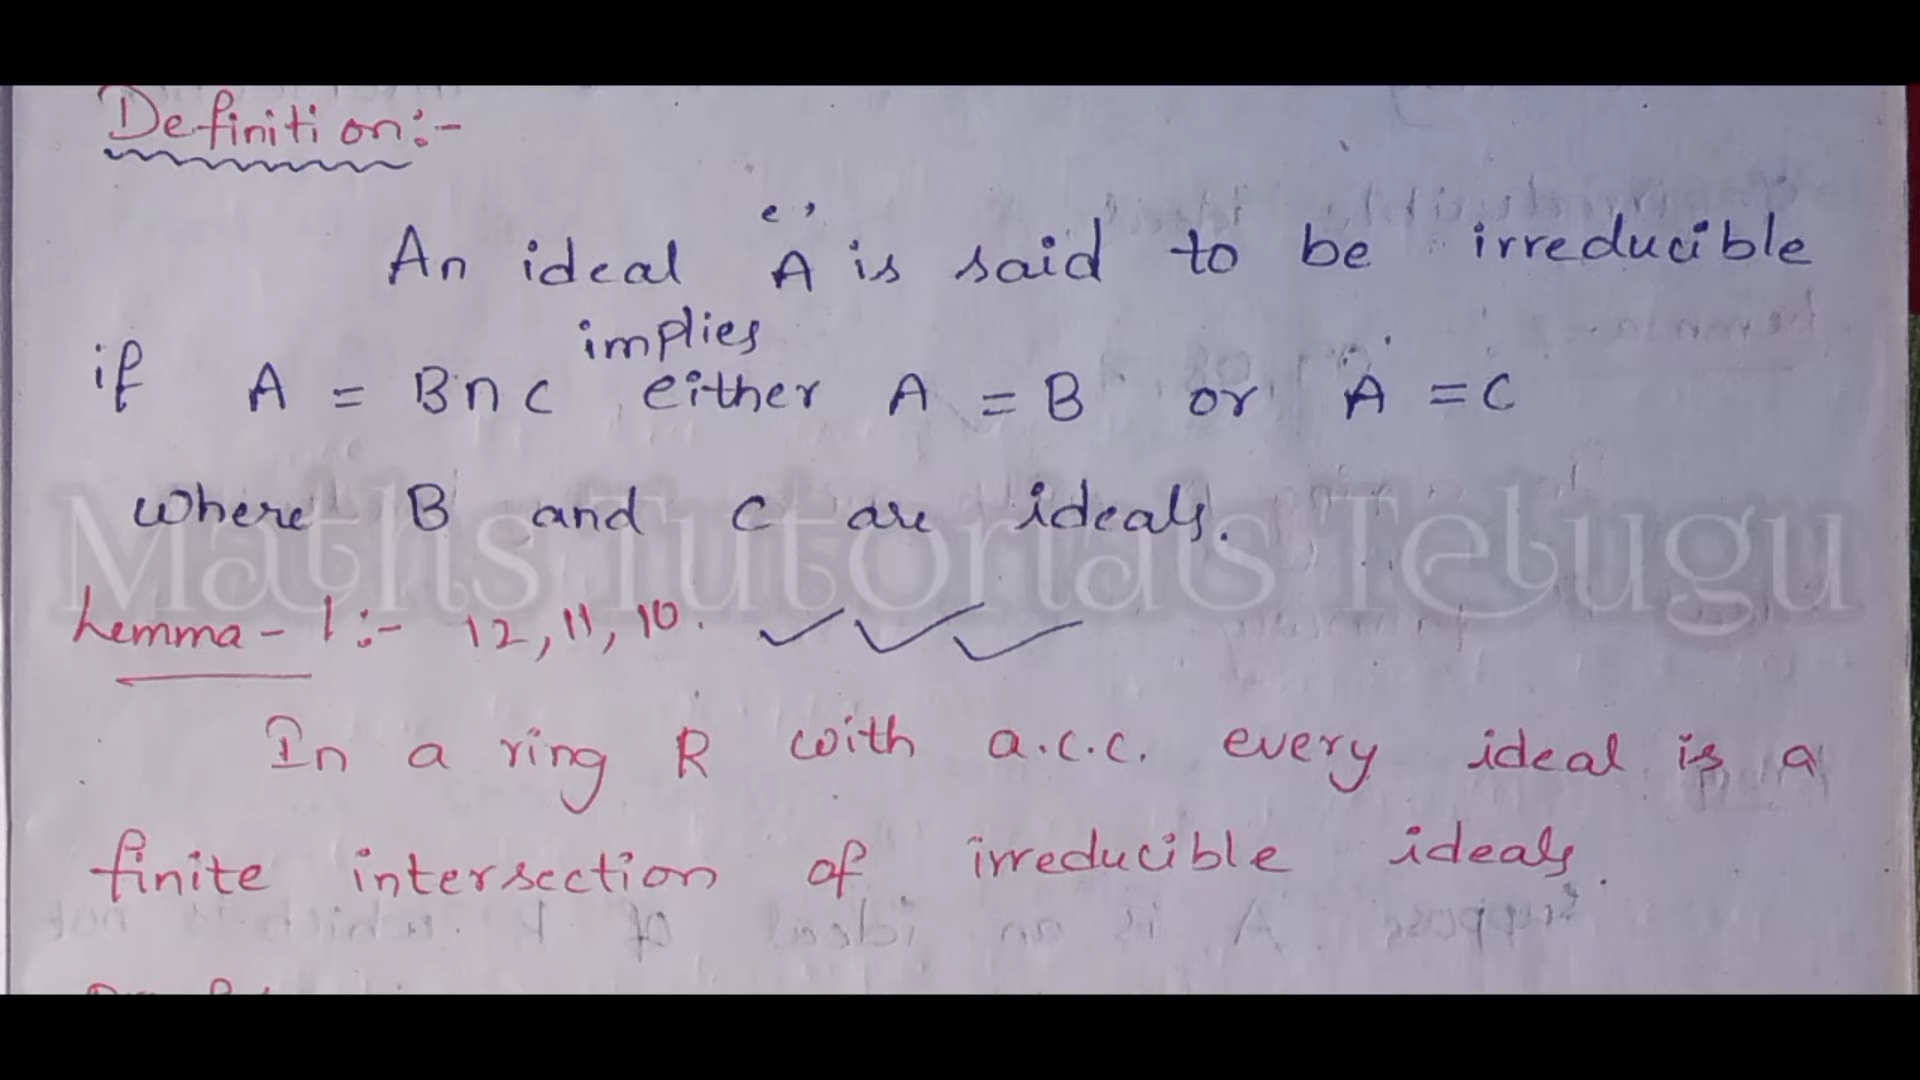 Definition:-
An ideal 'A' is said to be irreducible
if A = B∩C implies either A = B or A = C
where B and C are ideals.
Maths Tutorials Telugu
Lemma-1:- 12, 11, 10.
In a ring R with a.c.c. every ideal is a
finite intersection of irreducible ideals.